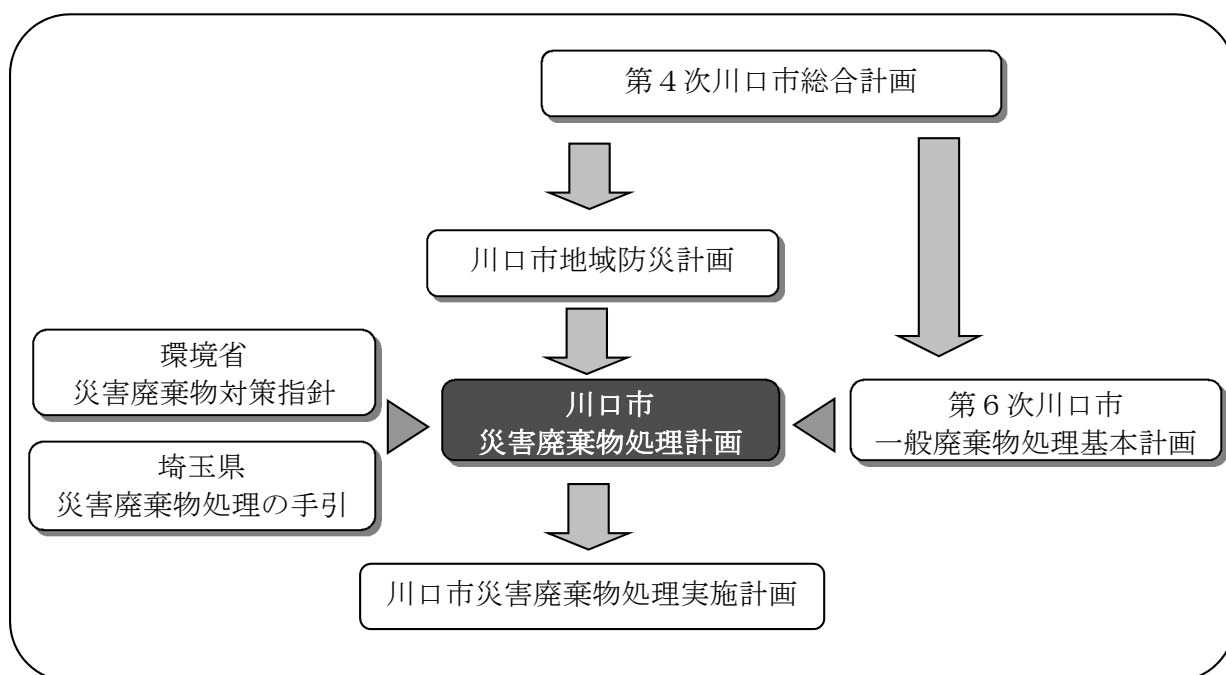 第４次川口市総合計画
川口市地域防災計画
環境省
災害廃棄物対策指針
川口市
災害廃棄物処理計画
第６次川口市
一般廃棄物処理基本計画
埼玉県
災害廃棄物処理の手引
川口市災害廃棄物処理実施計画